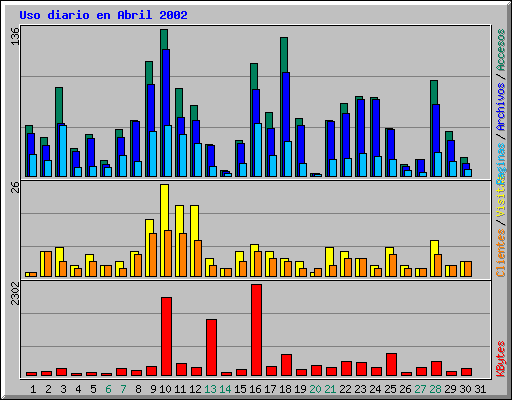 Uso diario en Abril 2002
136
26
2302
Clientes / Visitas
Paginas / Archivos / Accesos
KBytes
1 2 3 4 5 6 7 8 9 10 11 12 13 14 15 16 17 18 19 20 21 22 23 24 25 26 27 28 29 30 31